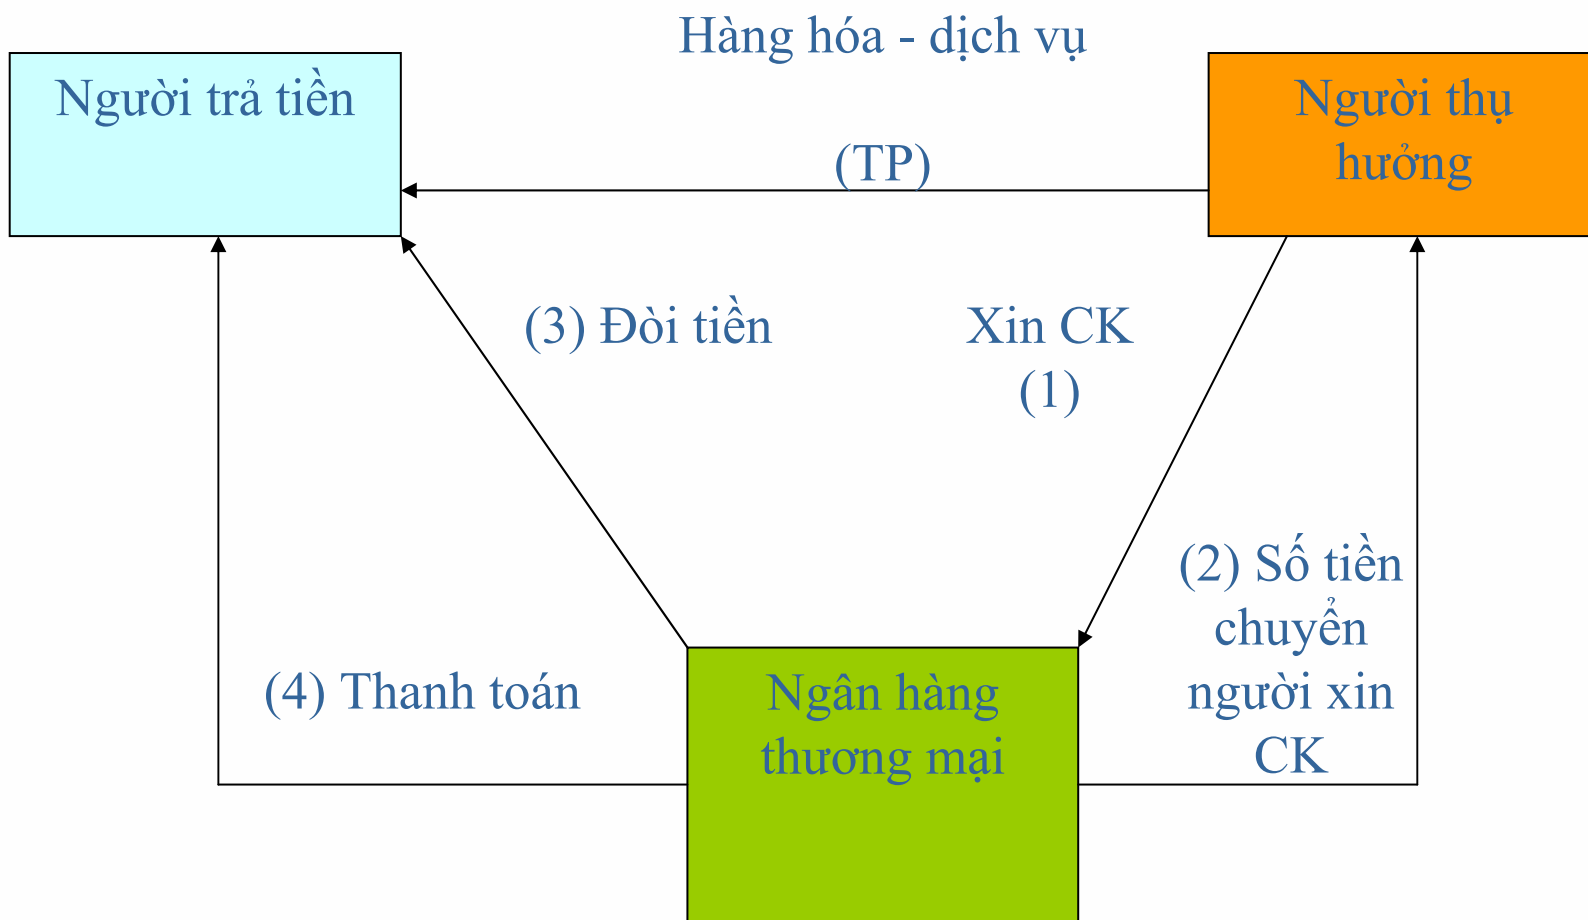 Hàng hóa - dịch vụ
Người trả tiền
Người thụ
hưởng
(TP)
(3) Đòi tiền
Xin CK
(1)
(2) Số tiền
chuyển
người xin
CK
(4) Thanh toán
Ngân hàng
thương mại